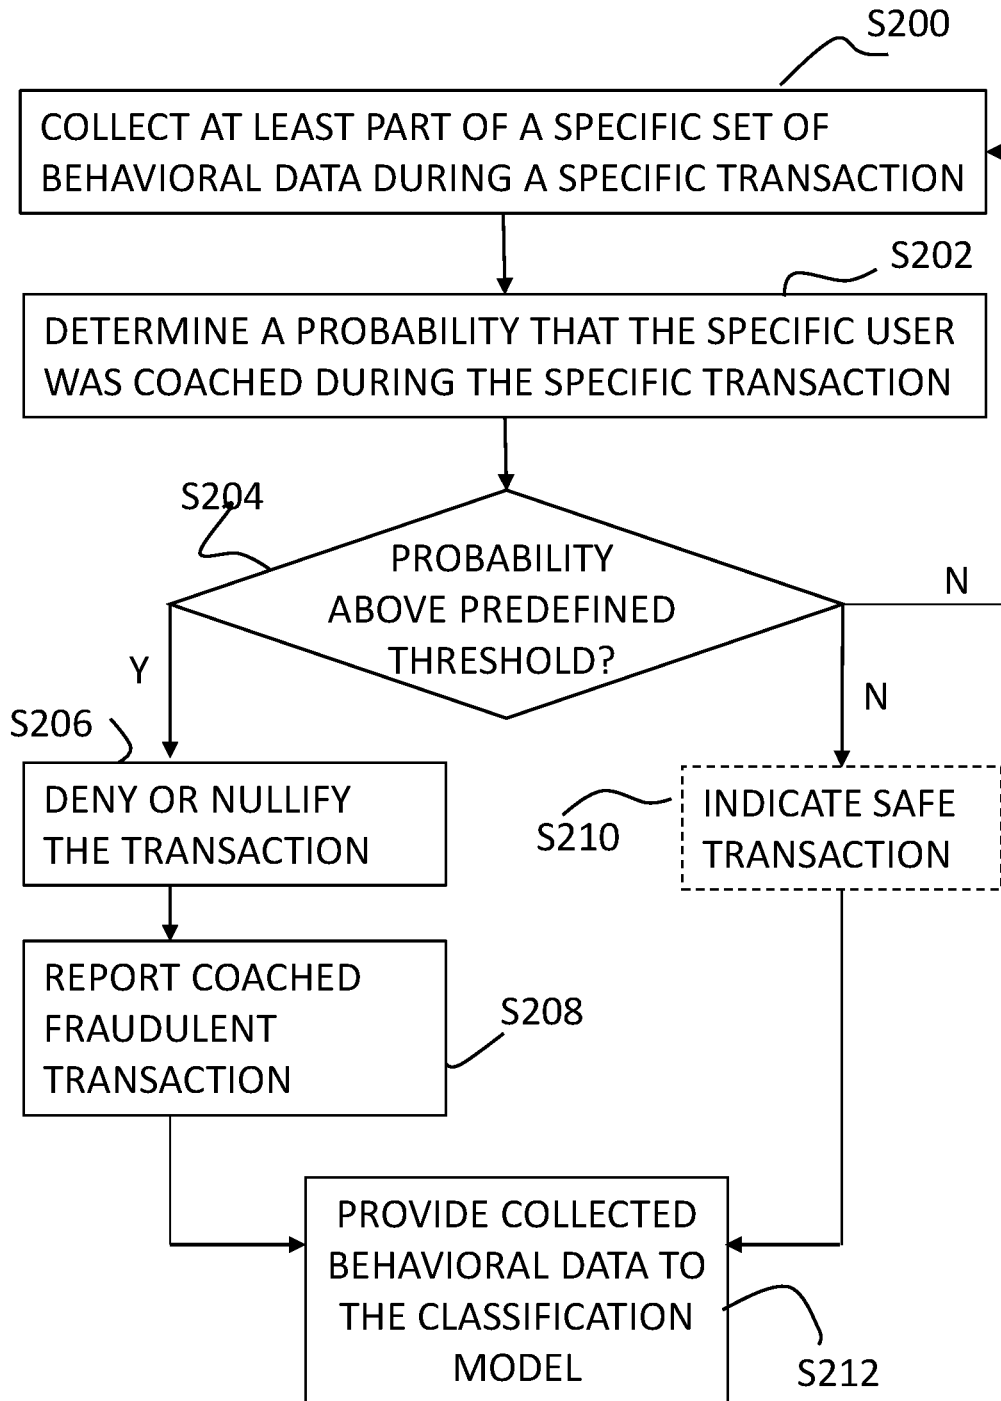 S200
COLLECT AT LEAST PART OF A SPECIFIC SET OF
BEHAVIORAL DATA DURING A SPECIFIC TRANSACTION
S202
DETERMINE A PROBABILITY THAT THE SPECIFIC USER
WAS COACHED DURING THE SPECIFIC TRANSACTION
S204
PROBABILITY
ABOVE PREDEFINED
THRESHOLD?
N
Y
N
S206
DENY OR NULLIFY
THE TRANSACTION
S210
INDICATE SAFE
TRANSACTION
REPORT COACHED
FRAUDULENT
TRANSACTION
S208
PROVIDE COLLECTED
BEHAVIORAL DATA TO
THE CLASSIFICATION
MODEL
S212